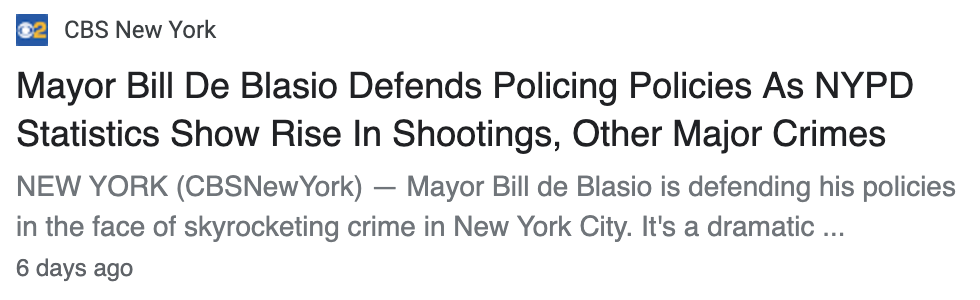 2
CBS New York
Mayor Bill De Blasio Defends Policing Policies As NYPD
Statistics Show Rise In Shootings, Other Major Crimes
NEW YORK (CBSNewYork) — Mayor Bill de Blasio is defending his policies
in the face of skyrocketing crime in New York City. It's a dramatic ...
6 days ago